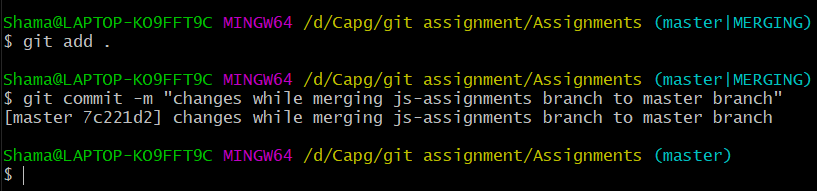 Shama@LAPTOP-KO9FFT9C MINGW64 /d/Capg/git assignment/Assignments (master|MERGING)
$ git add .
Shama@LAPTOP-KO9FFT9C MINGW64 /d/Capg/git assignment/Assignments (master|MERGING)
$ git commit -m "changes while merging js-assignments branch to master branch"
[master 7c221d2] changes while merging js-assignments branch to master branch
Shama@LAPTOP-KO9FFT9C MINGW64 /d/Capg/git assignment/Assignments (master)
$